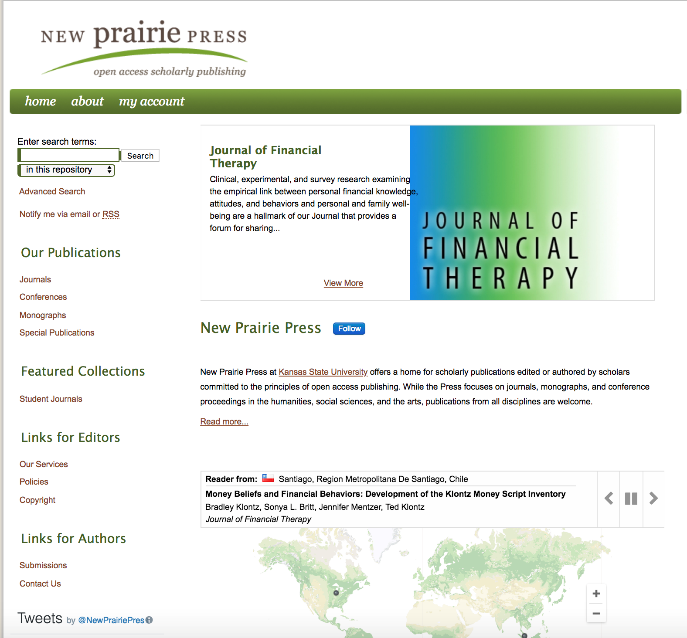 NEW prairie PRESS
open access scholarly publishing
home about my account
Enter search terms:
Search
in this repository
Advanced Search
Notify me via email or RSS
Our Publications
Journals
Conferences
Monographs
Special Publications
Featured Collections
Student Journals
Links for Editors
Our Services
Policies
Copyright
Links for Authors
Submissions
Contact Us
Tweets by @NewPrairiePres
Journal of Financial
Therapy
Clinical, experimental, and survey research examining
the empirical link between personal financial knowledge,
attitudes, and behaviors and personal and family well-
being are a hallmark of our Journal that provides a
forum for sharing...
View More
JOURNAL OF
FINANCIAL
THERAPY
New Prairie Press Follow
New Prairie Press at Kansas State University offers a home for scholarly publications edited or authored by scholars
committed to the principles of open access publishing. While the Press focuses on journals, monographs, and conference
proceedings in the humanities, social sciences, and the arts, publications from all disciplines are welcome.
Read more...
Reader from: Santiago, Region Metropolitana De Santiago, Chile
Money Beliefs and Financial Behaviors: Development of the Klontz Money Script Inventory
Bradley Klontz, Sonya L. Britt, Jennifer Mentzer, Ted Klontz
Journal of Financial Therapy
+
−